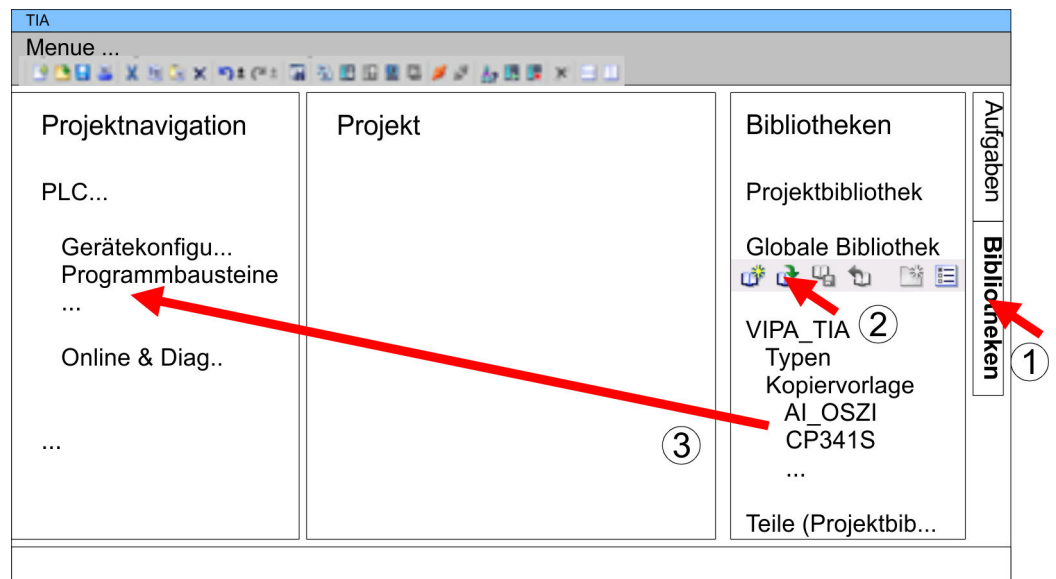 TIA
Menue ...
Projektnavigation
PLC...
Gerätekonfigu...
Programmbausteine
...
Online & Diag..
...
Projekt
③
Bibliotheken
Projektbibliothek
Globale Bibliothek
②
VIPA_TIA
Typen
Kopiervorlage
AI_OSZI
CP341S
...
Teile (Projektbib...
Aufgaben
Bibliotheken
①